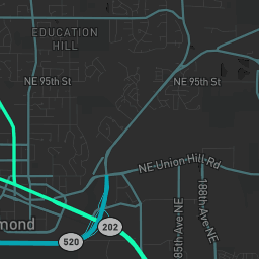 EDUCATION
HILL
NE 95th St
NE 95th St
NE Union Hill Rd
202
mond
520
85th Ave NE
188th Ave NE